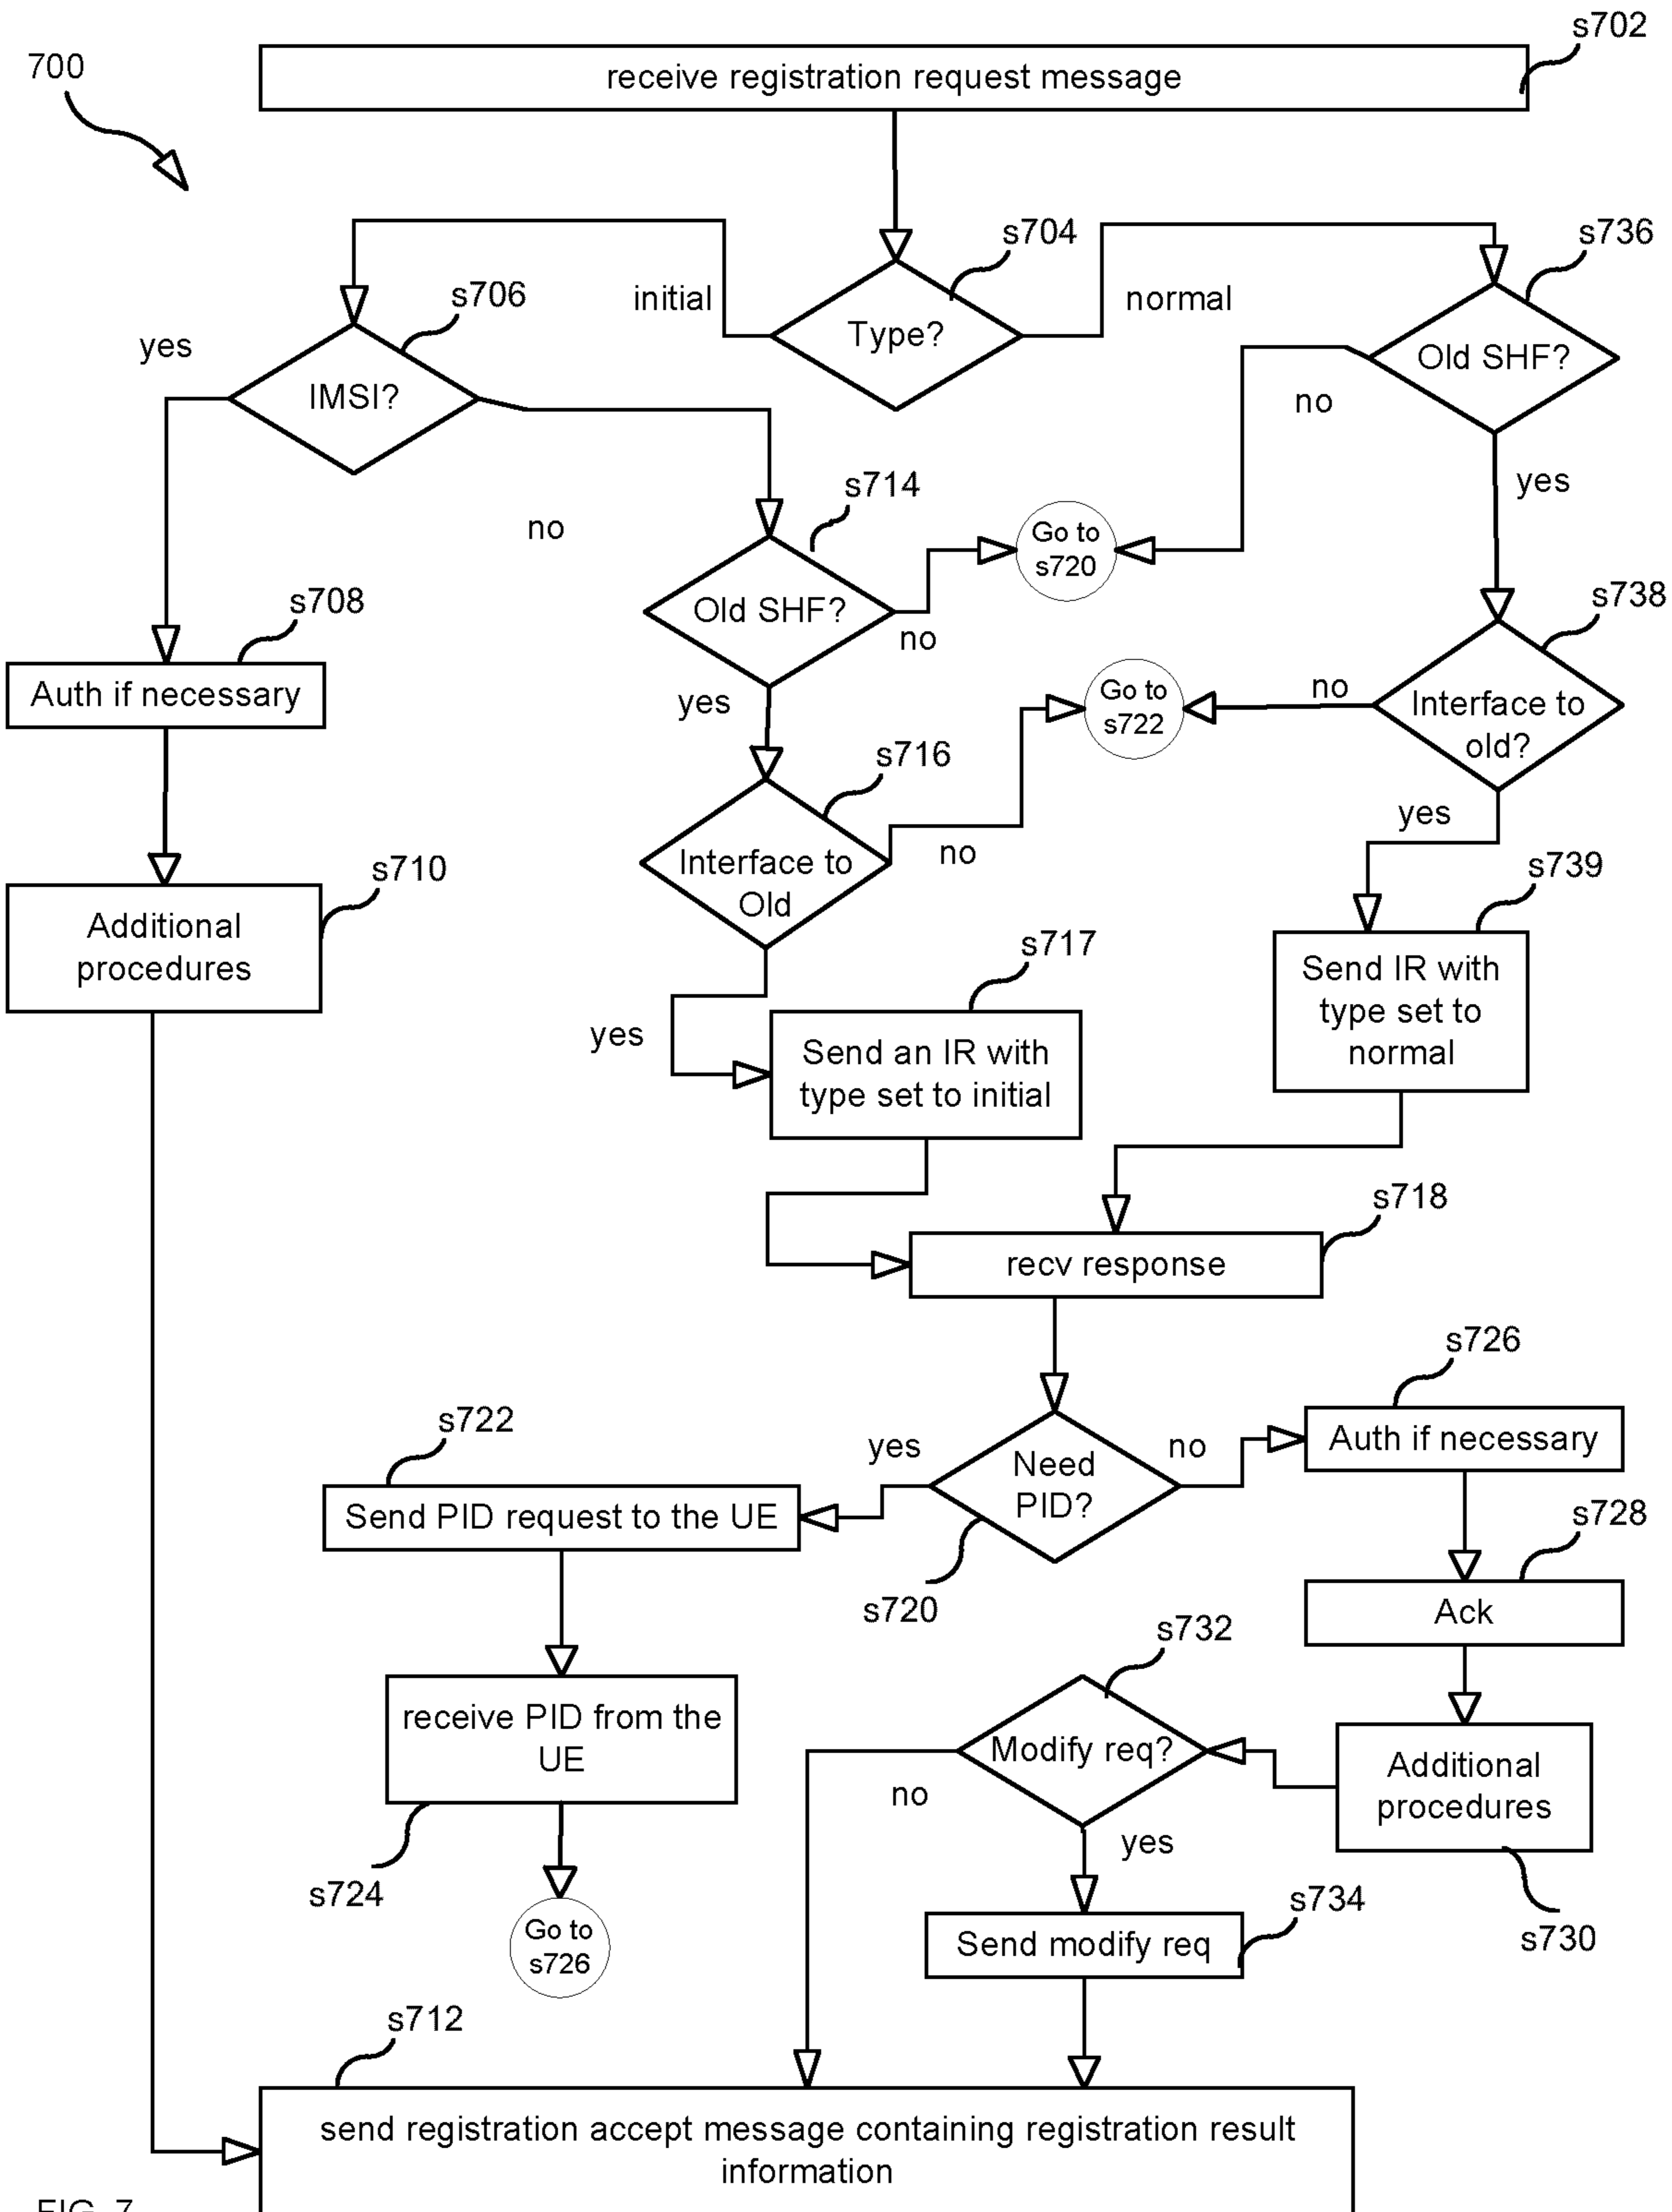 s702
700
receive registration request message
s704
s736
s706
initial
normal
yes
Type?
Old SHF?
IMSI?
no
yes
s714
no
Go to
s720
s708
Old SHF?
no
s738
Auth if necessary
yes
Go to
s722
no
Interface to
old?
s716
yes
s710
Interface to
Old
no
s739
Additional
procedures
s717
Send IR with
type set to
normal
yes
Send an IR with
type set to initial
s718
recv response
s726
s722
yes
Need
PID?
no
Auth if necessary
Send PID request to the UE
s728
s720
Ack
s732
receive PID from the
UE
Modify req?
Additional
procedures
no
yes
s724
s734
Go to
s726
Send modify req
s730
s712
send registration accept message containing registration result
information
FIG. 7